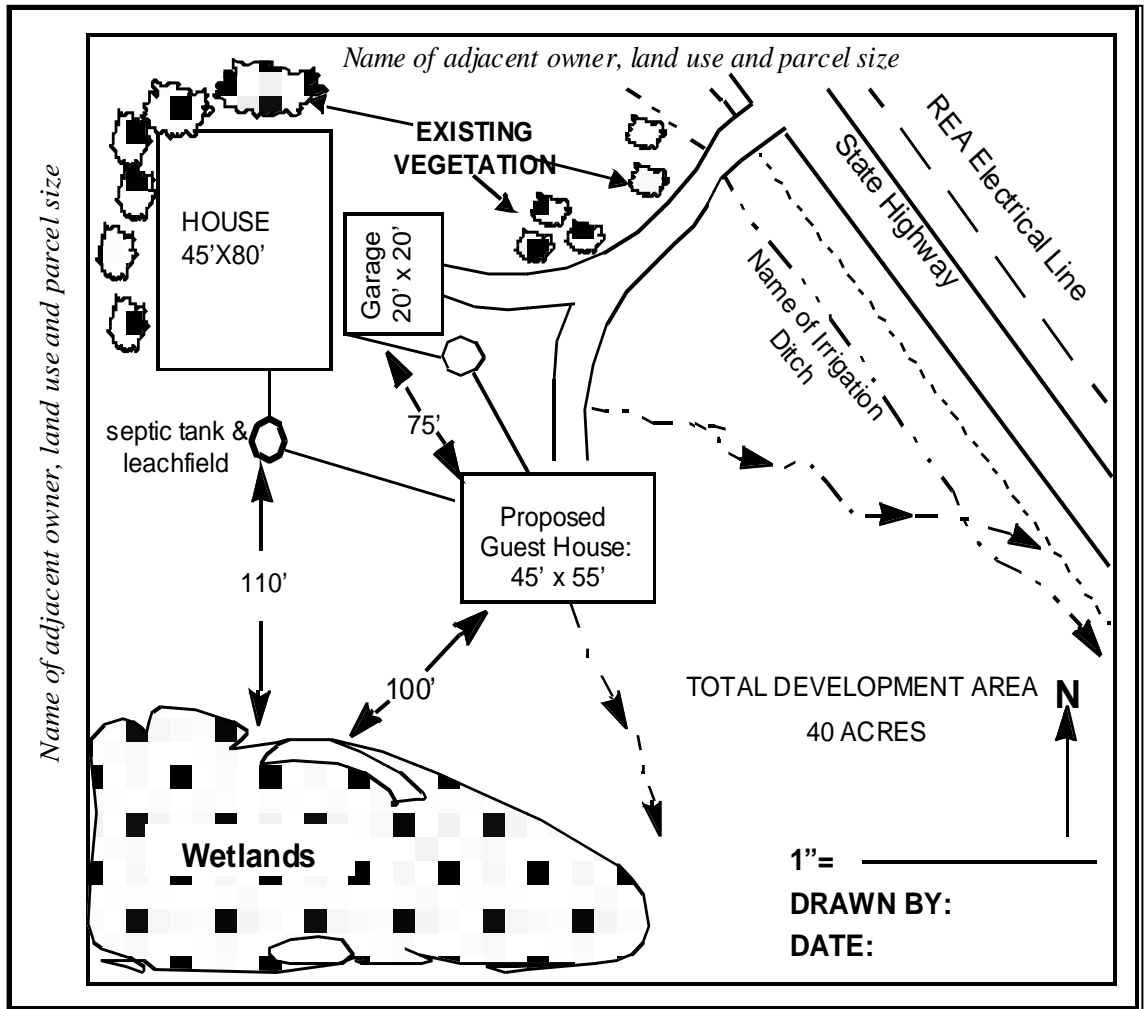 Name of adjacent owner, land use and parcel size
Name of adjacent owner, land use and parcel size
EXISTING
VEGETATION
REA Electrical Line
State Highway
HOUSE
45’X80’
Garage
20’ x 20’
Name of Irrigation
Ditch
75’
septic tank &
leachfield
Proposed
Guest House:
45’ x 55’
110’
100’
TOTAL DEVELOPMENT AREA
40 ACRES
N
Wetlands
1”=
DRAWN BY:
DATE: